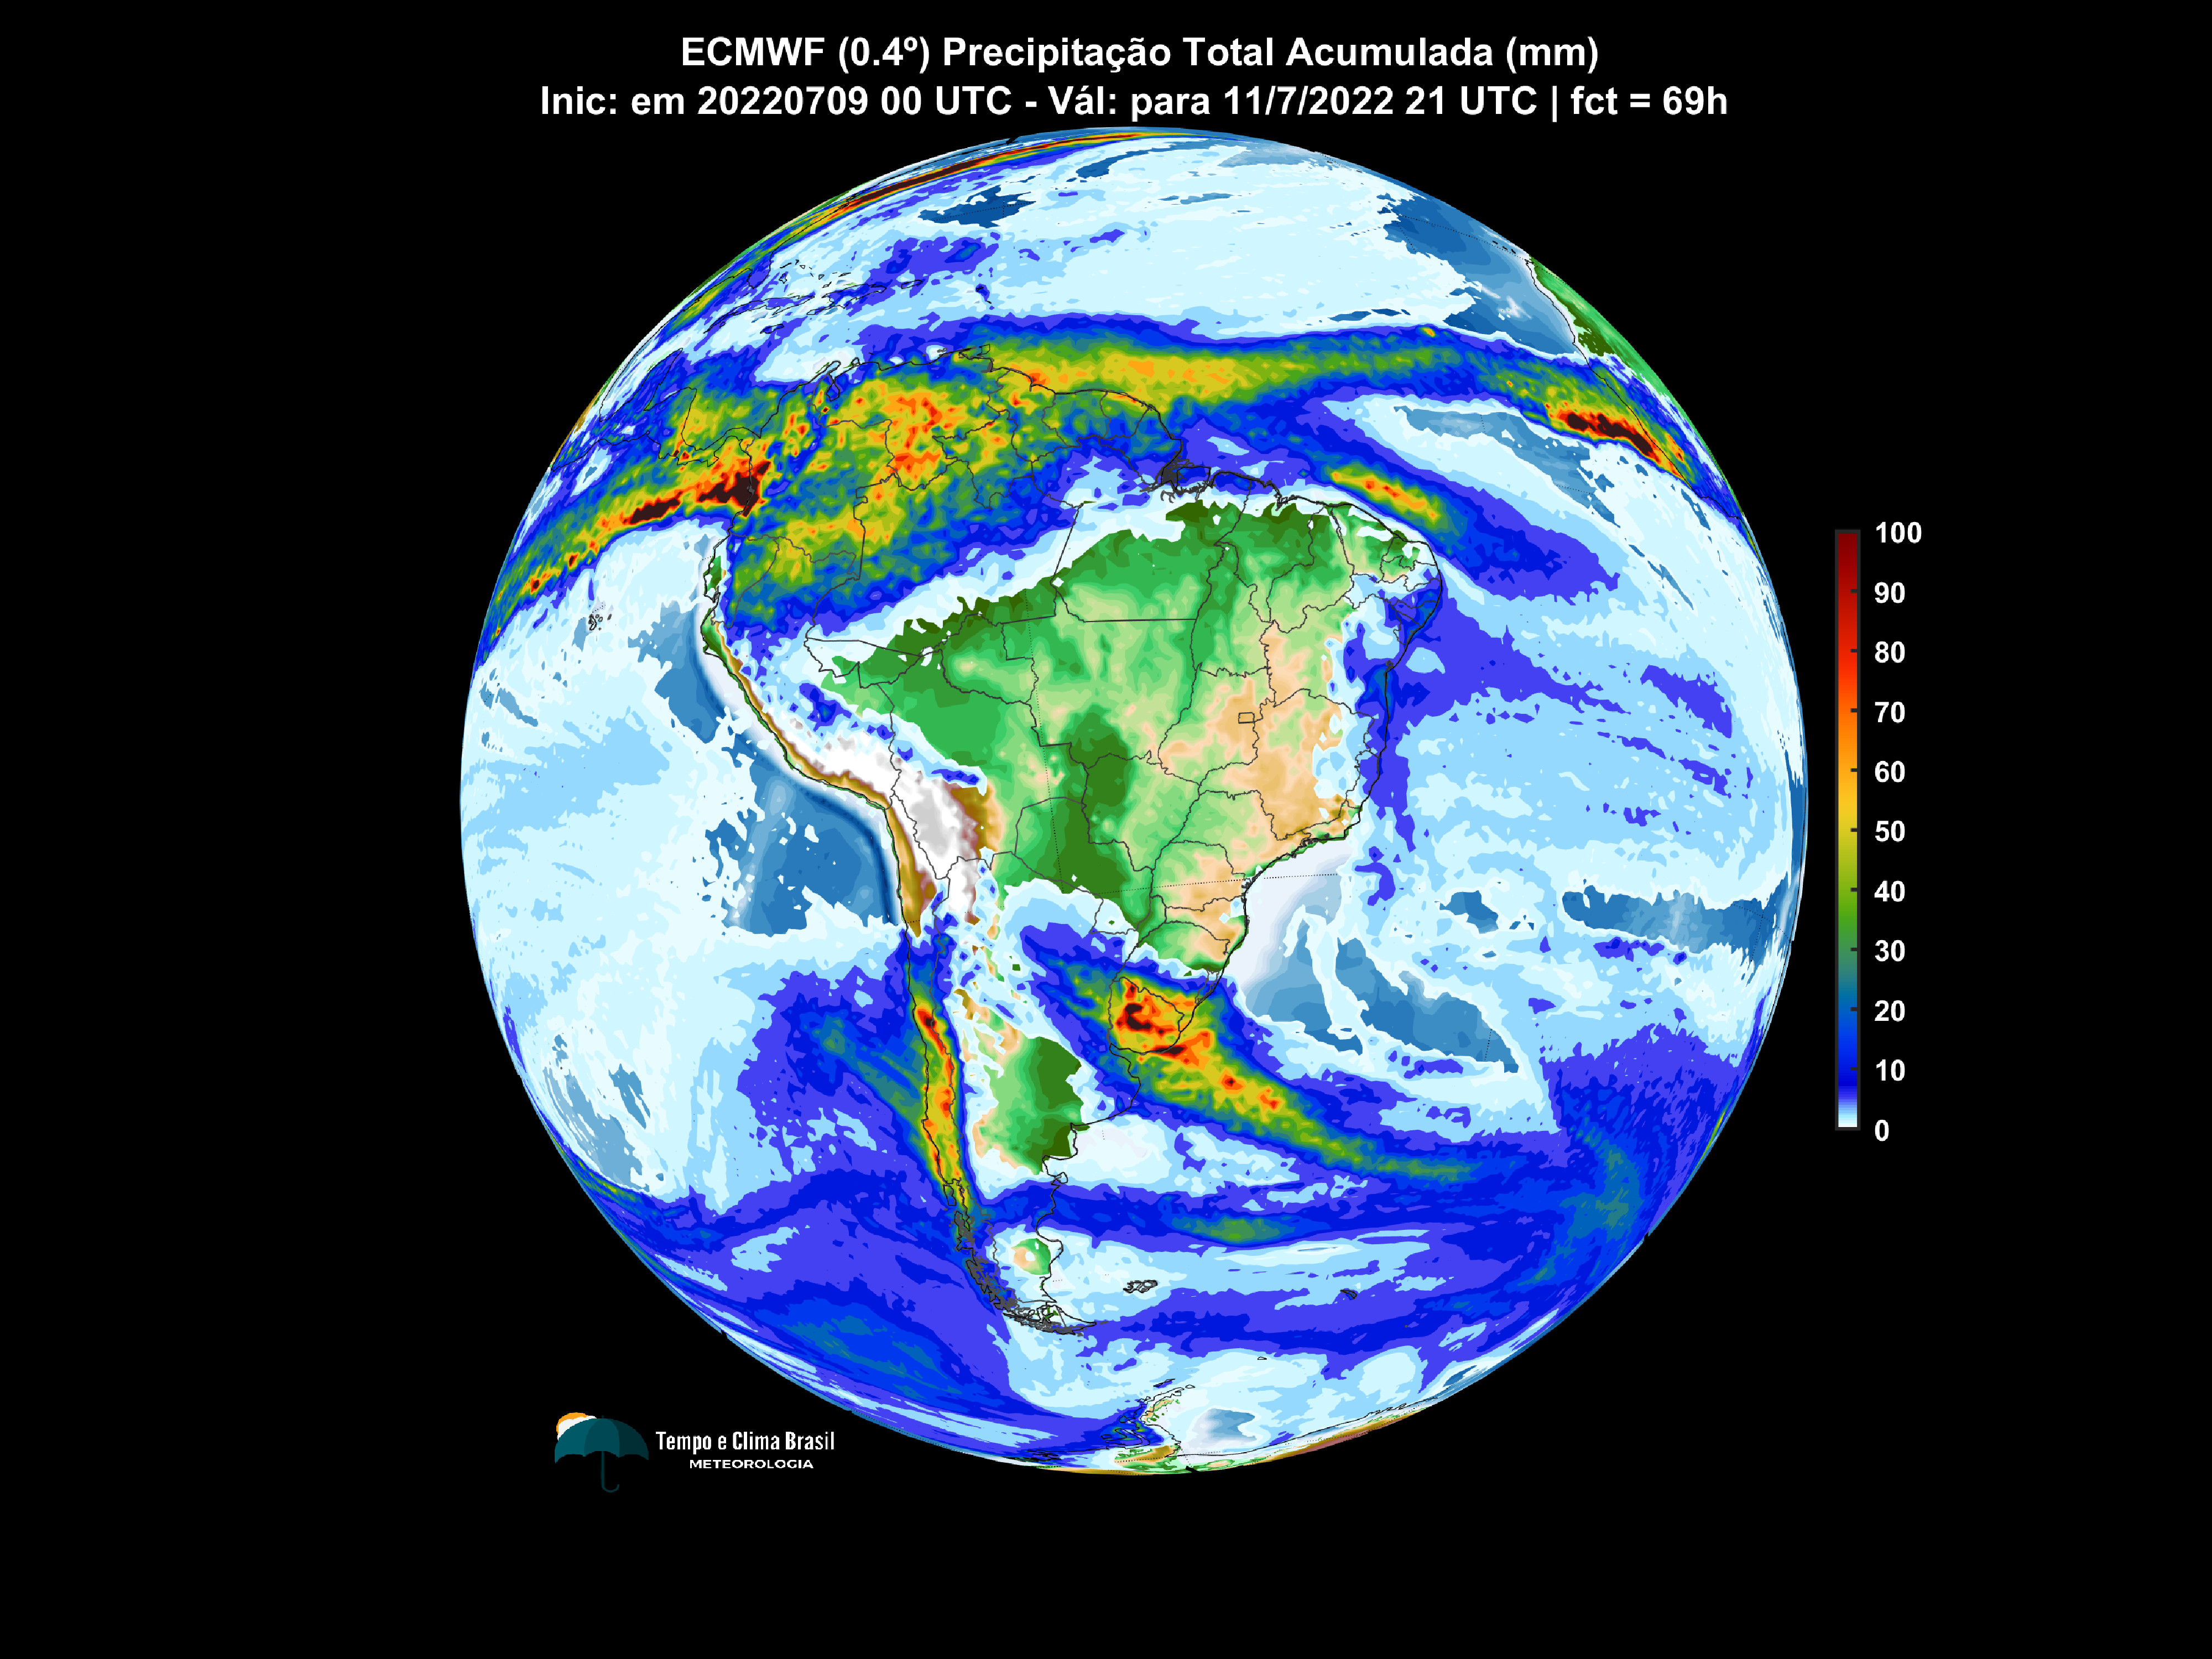 ECMWF (0.4º) Precipitação Total Acumulada (mm)
Inic: em 20220709 00 UTC - Vál: para 11/7/2022 21 UTC | fct = 69h
100
90
80
70
60
50
40
30
20
10
0
Tempo e Clima Brasil
METEOROLOGIA